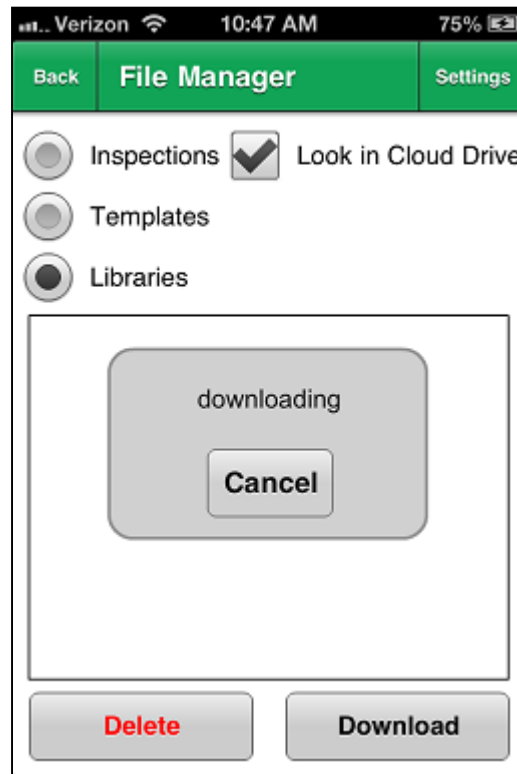 ...Verizon 10:47 AM 75%
Back File Manager Settings
Inspections Look in Cloud Drive
Templates
Libraries
downloading
Cancel
Delete Download